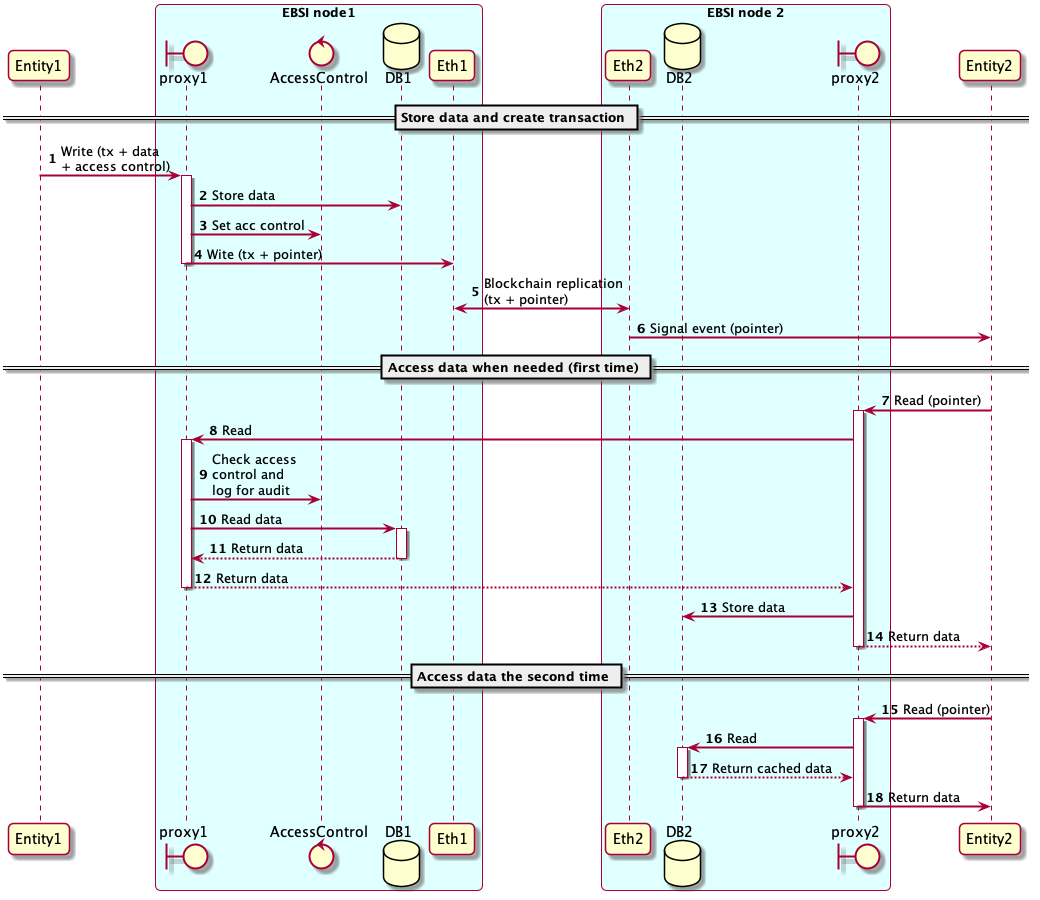 EBSI node1
EBSI node 2
Entity1
proxy1
AccessControl
DB1
Eth1
Eth2
DB2
proxy2
Entity2
Store data and create transaction
1 Write (tx + data
+ access control)
2 Store data
3 Set acc control
4 Wite (tx + pointer)
5 Blockchain replication
(tx + pointer)
6 Signal event (pointer)
Access data when needed (first time)
7 Read (pointer)
8 Read
9 Check access
control and
log for audit
10 Read data
11 Return data
12 Return data
13 Store data
14 Return data
Access data the second time
15 Read (pointer)
16 Read
17 Return cached data
18 Return data
Entity1
proxy1
AccessControl
DB1
Eth1
Eth2
DB2
proxy2
Entity2